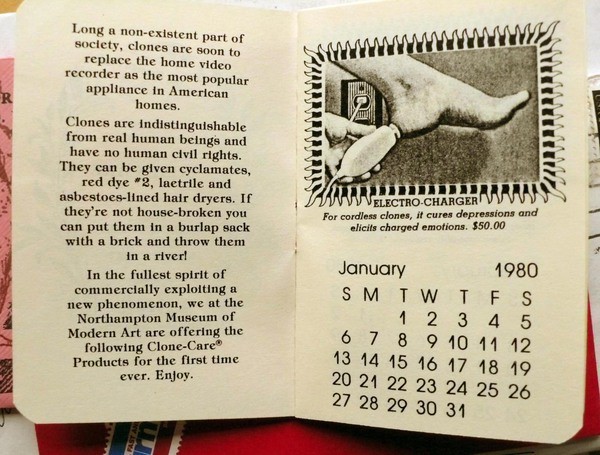 Long a non-existent part of
society, clones are soon to
replace the home video
recorder as the most popular
appliance in American
homes.
Clones are indistinguishable
from real human beings and
have no human civil rights.
They can be given cyclamates,
red dye #2, laetrile and
asbestoes-lined hair dryers. If
they're not house-broken you
can put them in a burlap sack
with a brick and throw them
in a river!
In the fullest spirit of
commercially exploiting a
new phenomenon, we at the
Northampton Museum of
Modern Art are offering the
following Clone-Care®
Products for the first time
ever. Enjoy.
ELECTRO-CHARGER
For cordless clones, it cures depressions and
elicits charged emotions. $50.00
January 1980
S M T W T F S
1 2 3 4 5
6 7 8 9 10 11 12
13 14 15 16 17 18 19
20 21 22 23 24 25 26
27 28 29 30 31